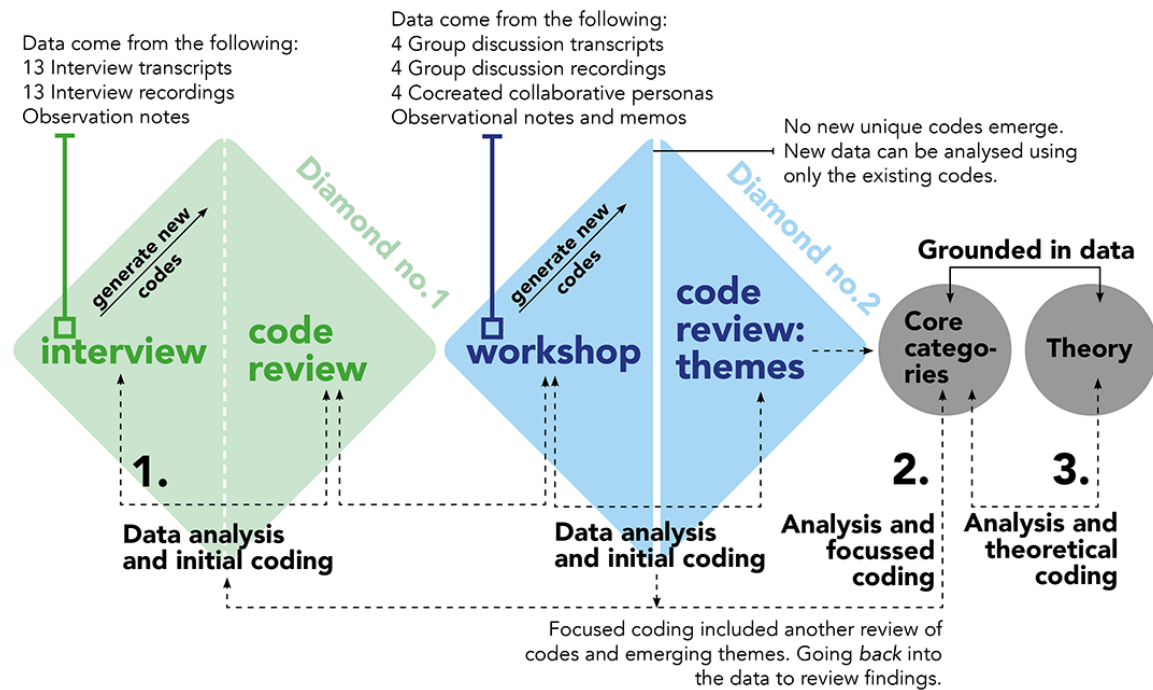 Data come from the following:
13 Interview transcripts
13 Interview recordings
Observation notes
Data come from the following:
4 Group discussion transcripts
4 Group discussion recordings
4 Cocreated collaborative personas
Observational notes and memos
No new unique codes emerge.
New data can be analysed using
only the existing codes.
Diamond no.1
Diamond no.2
generate new
codes
interview
code
review
generate new
codes
workshop
code
review:
themes
Grounded in data
Core
catego-
ries
Theory
1.
Data analysis
and initial coding
Data analysis
and initial coding
2.
Analysis and
focussed
coding
3.
Analysis and
theoretical
coding
Focused coding included another review of
codes and emerging themes. Going back into
the data to review findings.